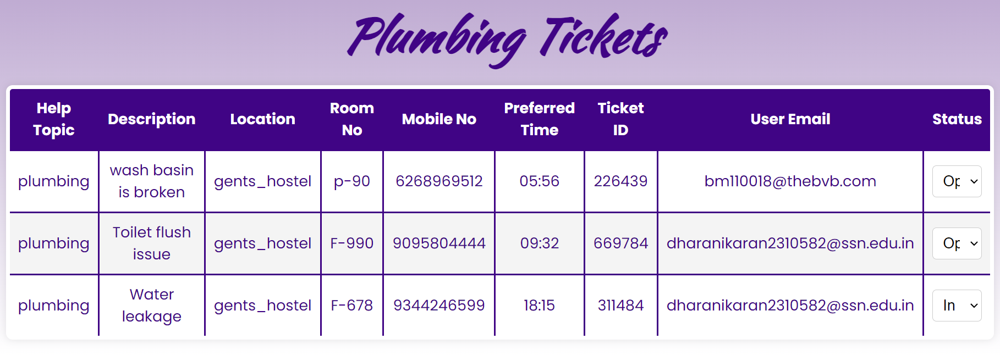 Plumbing Tickets
Help Topic Description Location Room No Mobile No Preferred Time Ticket ID User Email Status
plumbing wash basin is broken gents_hostel p-90 6268969512 05:56 226439 bm110018@thebvb.com Op
plumbing Toilet flush issue gents_hostel F-990 9095804444 09:32 669784 dharanikaran2310582@ssn.edu.in Op
plumbing Water leakage gents_hostel F-678 9344246599 18:15 311484 dharanikaran2310582@ssn.edu.in In